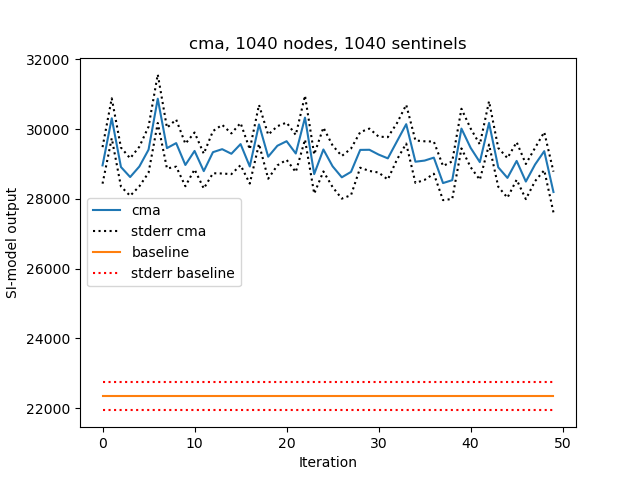 cma, 1040 nodes, 1040 sentinels
SI-model output
32000
30000
28000
26000
24000
22000
cma
stderr cma
baseline
stderr baseline
0 10 20 30 40 50
Iteration